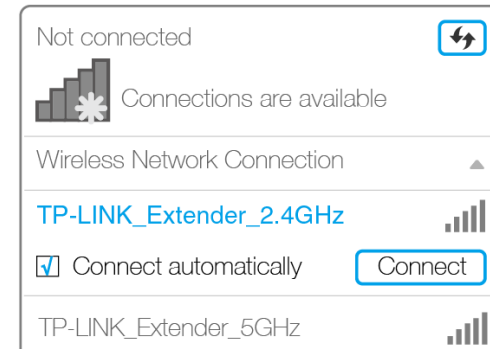 Not connected
Connections are available
Wireless Network Connection
TP-LINK_Extender_2.4GHz
Connect automatically Connect
TP-LINK_Extender_5GHz